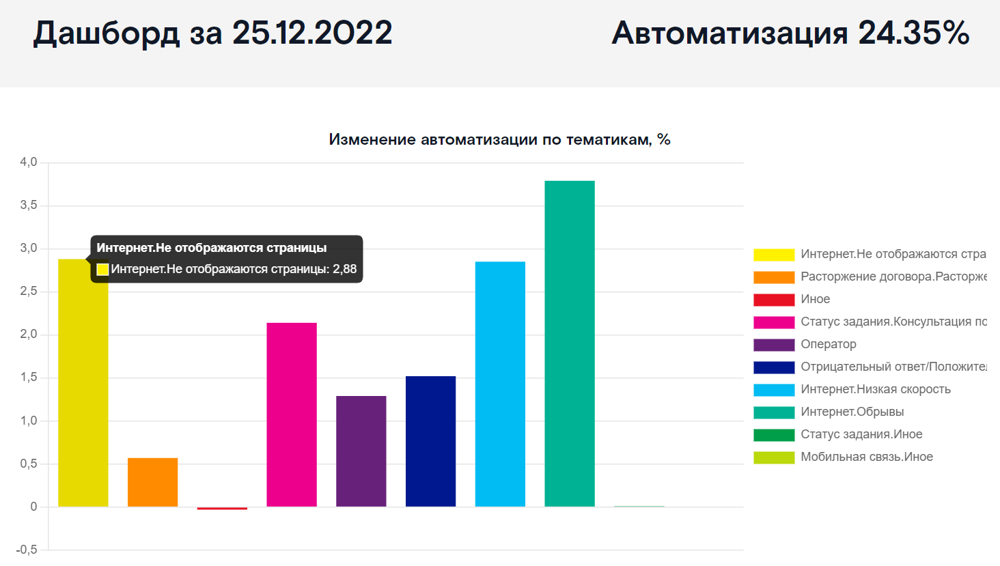 Дашборд за 25.12.2022
Автоматизация 24.35%
Изменение автоматизации по тематикам, %
4,0
3,5
3,0
2,5
2,0
1,5
1,0
0,5
0
-0,5
Интернет.Не отображаются страницы
Интернет.Не отображаются страницы: 2,88
Интернет.Не отображаются стра
Расторжение договора.Расторже
Иное
Статус задания.Консультация по
Оператор
Отрицательный ответ/Положител
Интернет.Низкая скорость
Интернет.Обрывы
Статус задания.Иное
Мобильная связь.Иное